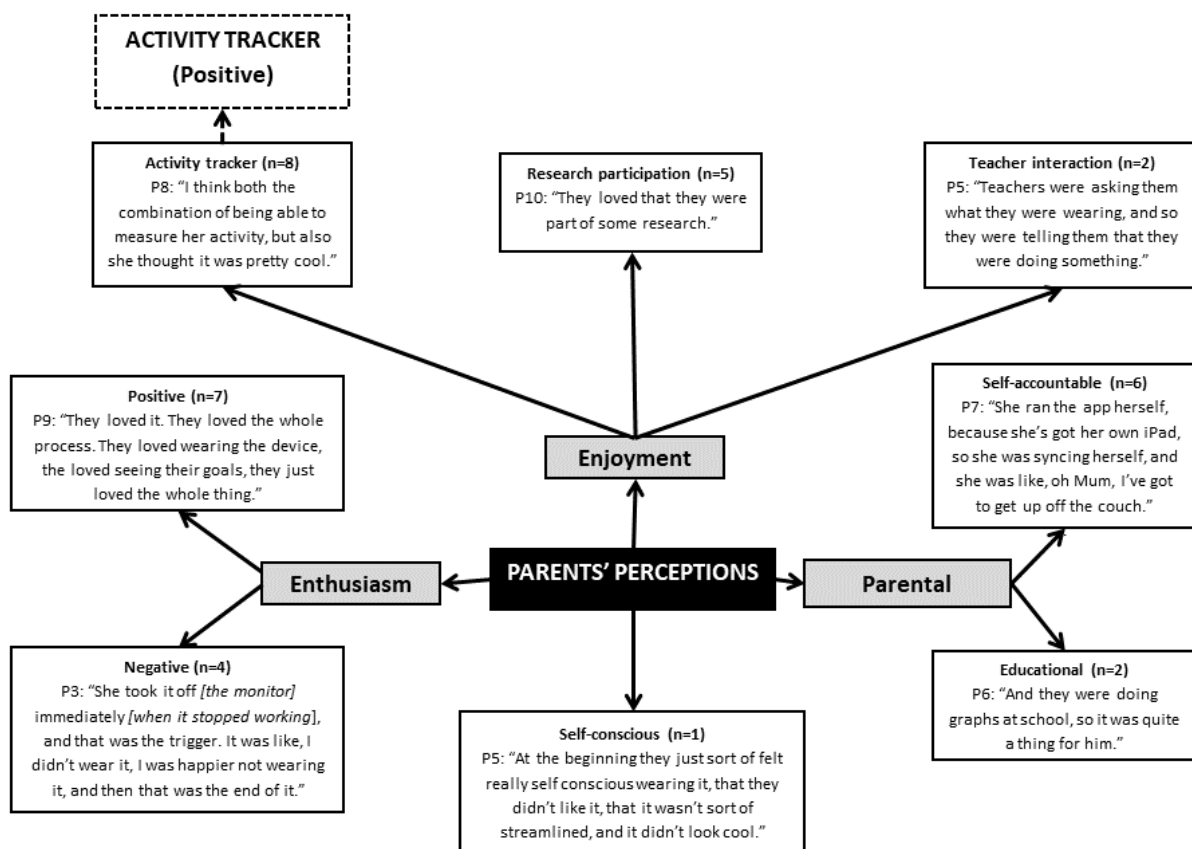 ACTIVITY TRACKER
(Positive)
Activity tracker (n=8)
P8: “I think both the
combination of being able to
measure her activity, but also
she thought it was pretty cool.”
Research participation (n=5)
P10: “They loved that they were
part of some research.”
Teacher interaction (n=2)
P5: “Teachers were asking them
what they were wearing, and so
they were telling them that they
were doing something.”
Positive (n=7)
P9: “They loved it. They loved the whole
process. They loved wearing the device,
the loved seeing their goals, they just
loved the whole thing.”
Enjoyment
Self-accountable (n=6)
P7: “She ran the app herself,
because she’s got her own iPad,
so she was syncing herself, and
she was like, oh Mum, I’ve got
to get up off the couch.”
Enthusiasm
PARENTS’ PERCEPTIONS
Parental
Negative (n=4)
P3: “She took it off [the monitor]
immediately [when it stopped working],
and that was the trigger. It was like, I
didn’t wear it, I was happier not wearing
it, and then that was the end of it.”
Self-conscious (n=1)
P5: “At the beginning they just sort of felt
really self conscious wearing it, that they
didn’t like it, that it wasn’t sort of
streamlined, and it didn’t look cool.”
Educational (n=2)
P6: “And they were doing
graphs at school, so it was quite
a thing for him.”